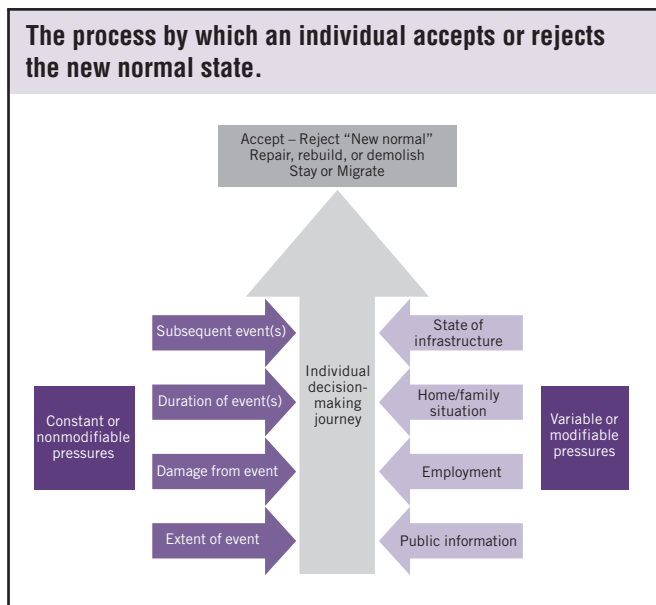 The process by which an individual accepts or rejects
the new normal state.
Accept – Reject “New normal”
Repair, rebuild, or demolish
Stay or Migrate
Subsequent event(s)
State of
infrastructure
Individual
decision-
making
journey
Constant or
nonmodifiable
pressures
Duration of event(s)
Home/family
situation
Variable or
modifiable
pressures
Damage from event
Employment
Extent of event
Public information